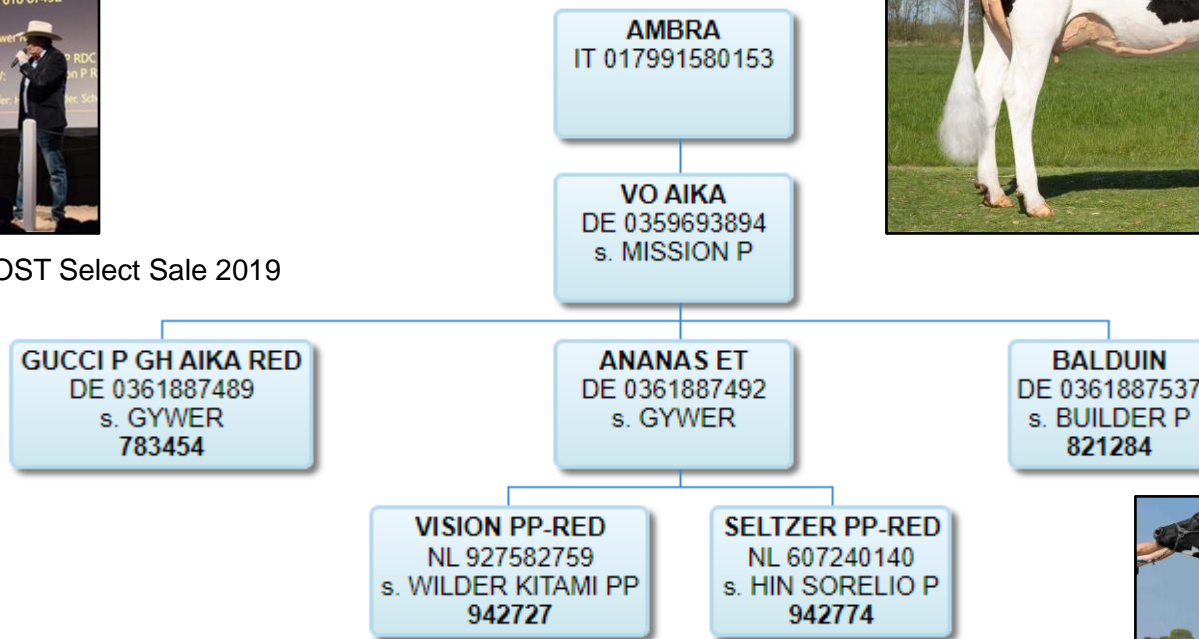 AMBRA
IT 017991580153
VO AIKA
DE 0359693894
s. MISSION P
OST Select Sale 2019
GUCCI P GH AIKA RED
DE 0361887489
s. GYWER
783454
ANANAS ET
DE 0361887492
s. GYWER
BALDUIN
DE 0361887537
s. BUILDER P
821284
VISION PP-RED
NL 927582759
s. WILDER KITAMI PP
942727
SELTZER PP-RED
NL 607240140
s. HIN SORELIO P
942774